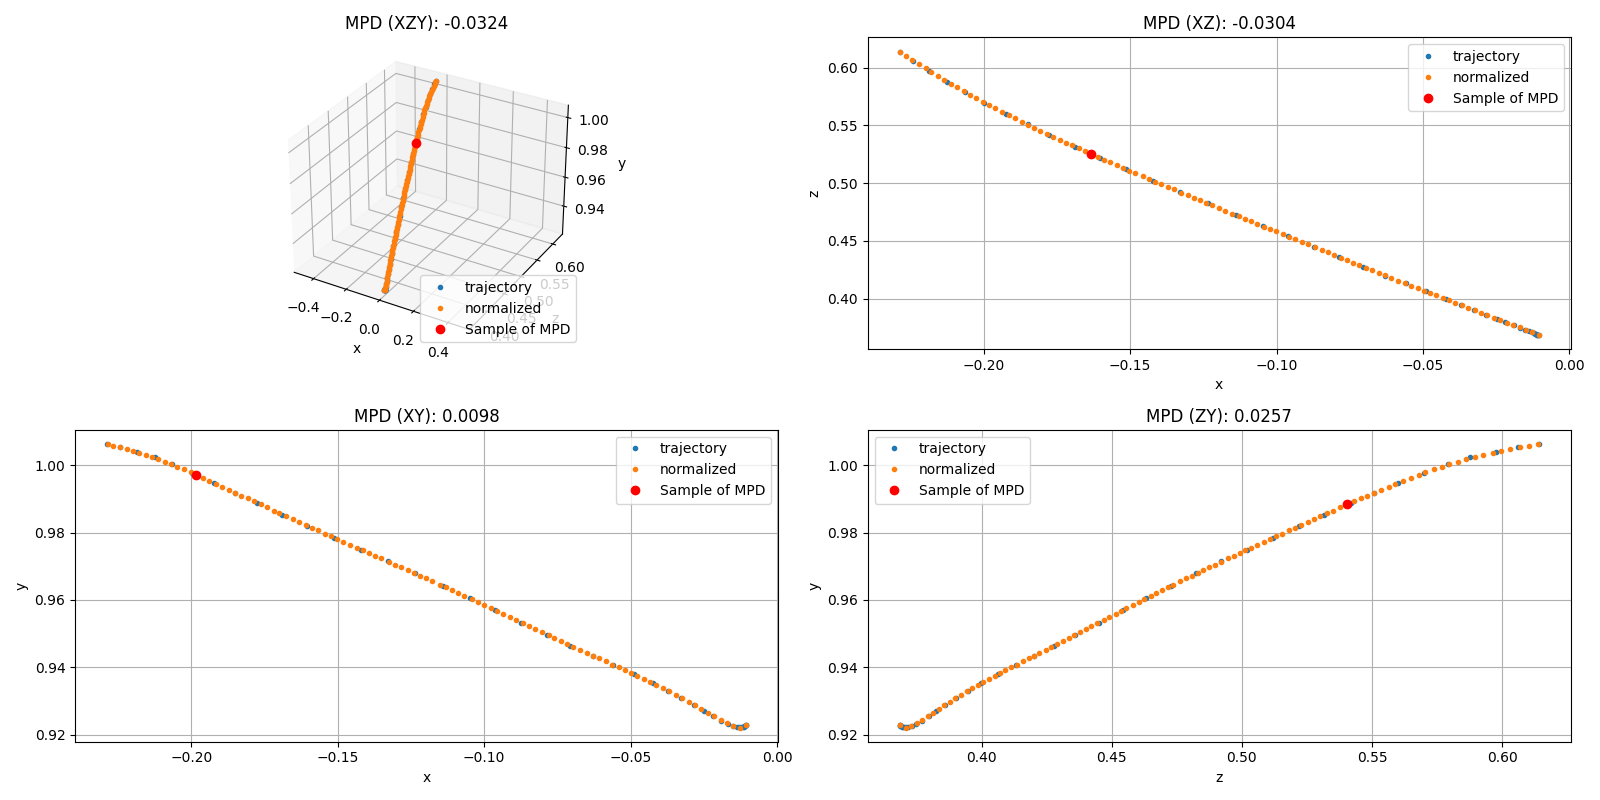 MPD (XZY): -0.0324
1.00
0.98
0.96
0.94
y
0.60
0.55
0.50
0.45
0.40
z
−0.4
−0.2
0.0
0.2
0.4
x
trajectory
normalized
Sample of MPD
MPD (XZ): -0.0304
trajectory
normalized
Sample of MPD
0.60
0.55
0.50
0.45
0.40
z
−0.20 −0.15 −0.10 −0.05 0.00
x
MPD (XY): 0.0098
trajectory
normalized
Sample of MPD
1.00
0.98
0.96
0.94
0.92
y
−0.20 −0.15 −0.10 −0.05 0.00
x
MPD (ZY): 0.0257
trajectory
normalized
Sample of MPD
1.00
0.98
0.96
0.94
0.92
y
0.40 0.45 0.50 0.55 0.60
z